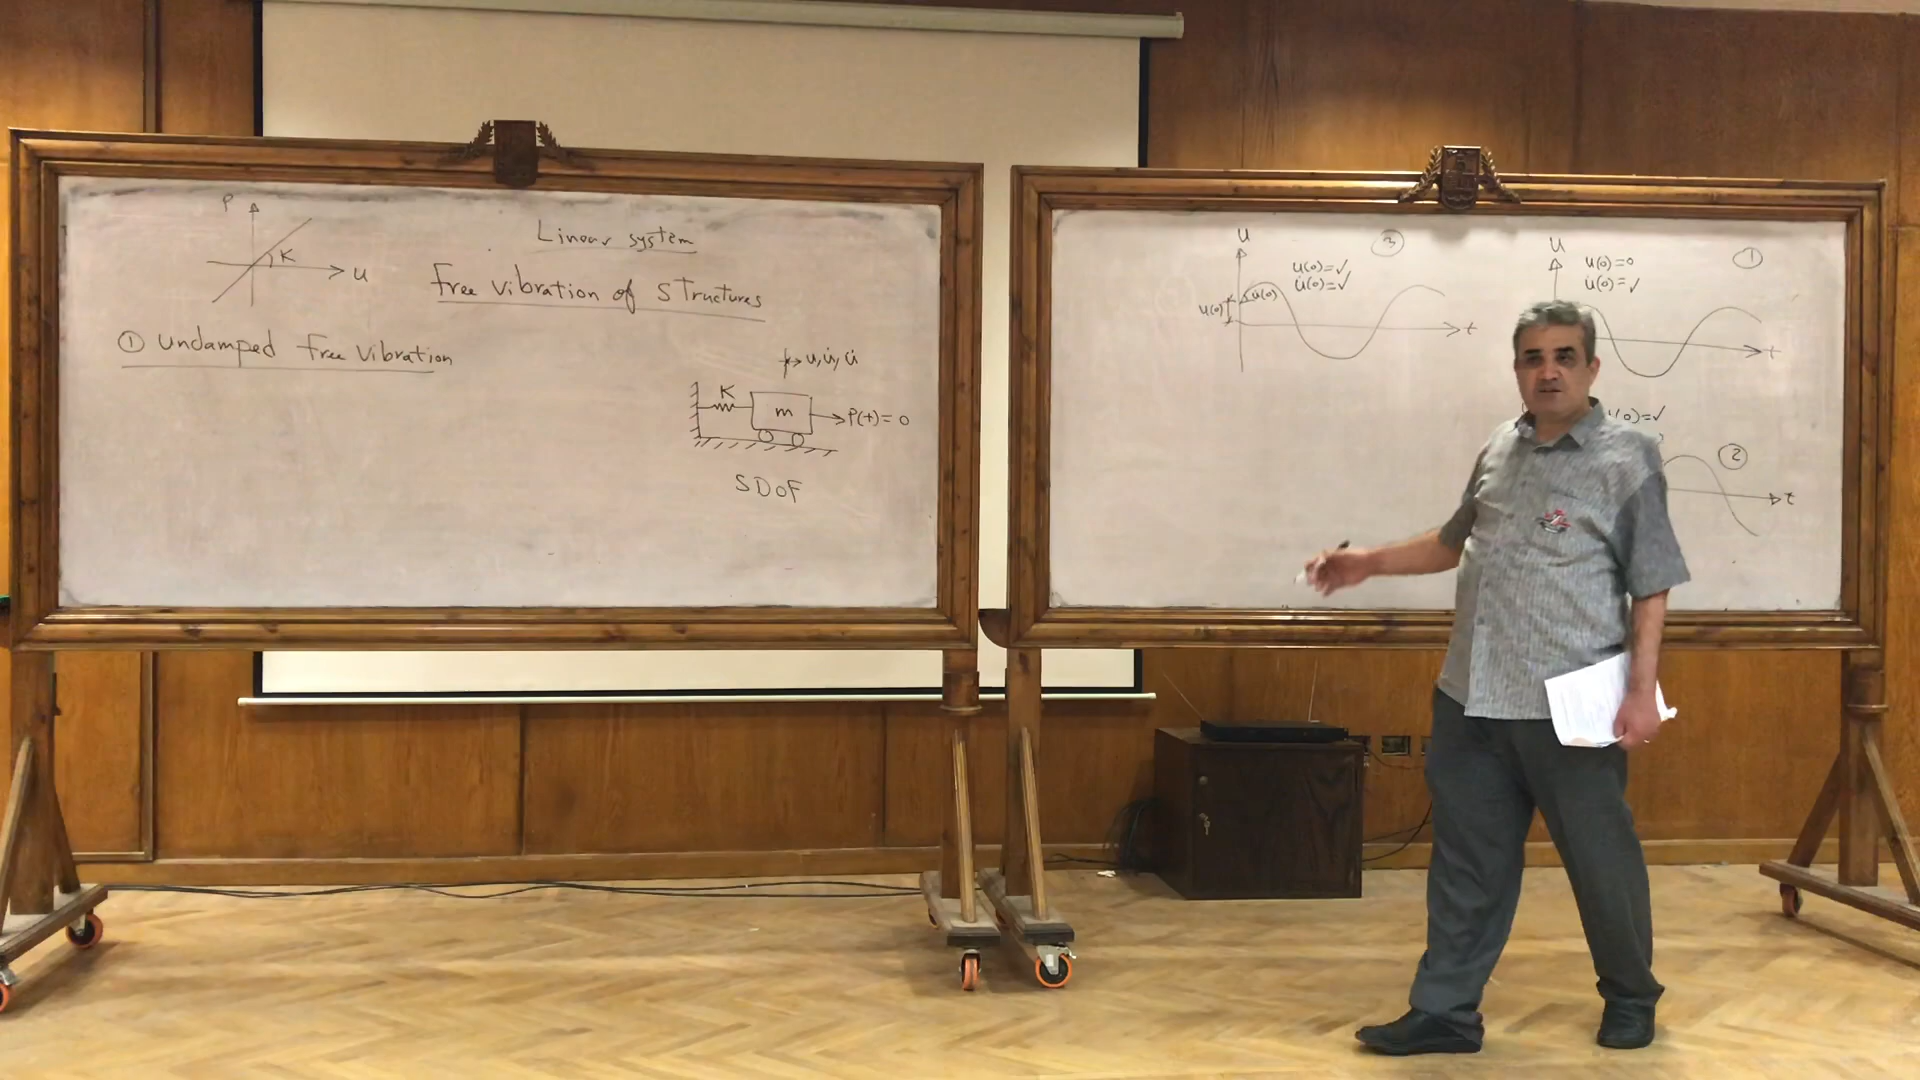 P
K
u
Linear system
Free vibration of structures
① undamped free vibration
u, u̇, ü
K
m
P(t) = 0
SDOF
u
③
u(0)=✓
u̇(0)=✓
u̇(0)
u(0)
t
u
①
u(0)=0
u̇(0)=✓
t
(0)=✓
②
t